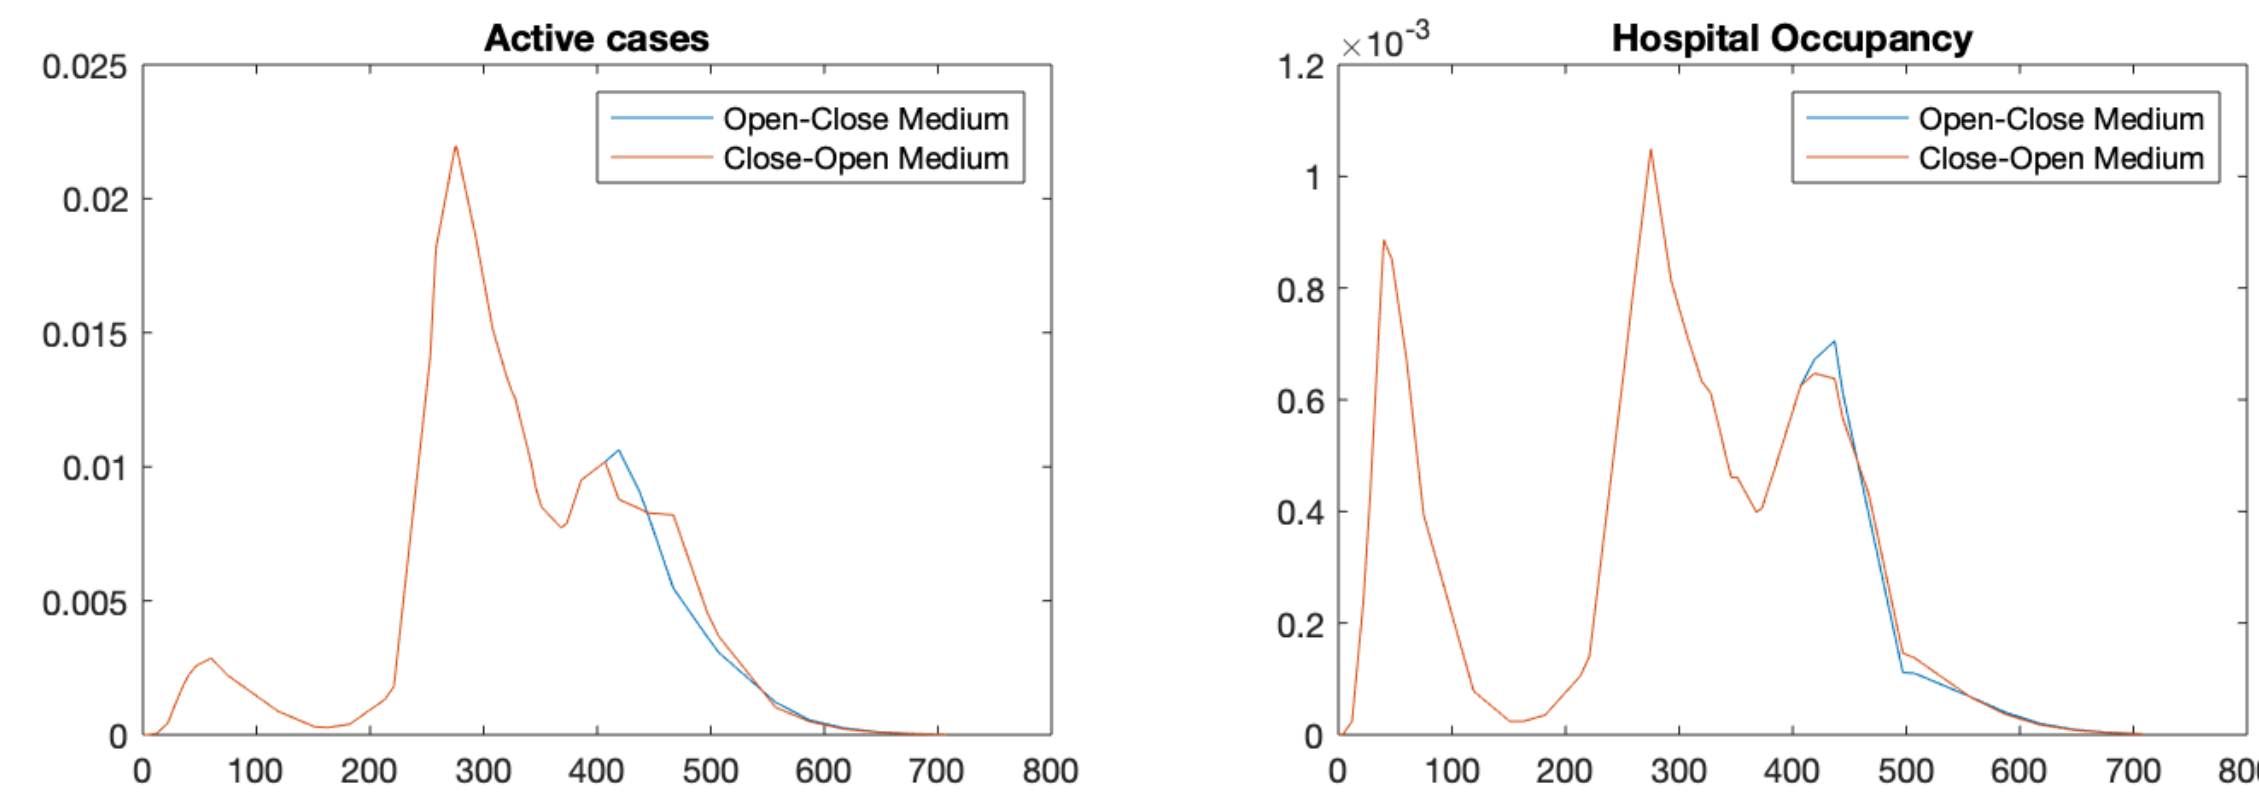 Active cases
0.025
0.02
0.015
0.01
0.005
0
0 100 200 300 400 500 600 700 800
Open-Close Medium
Close-Open Medium
Hospital Occupancy
×10-3
1.2
1
0.8
0.6
0.4
0.2
0
0 100 200 300 400 500 600 700
Open-Close Medium
Close-Open Medium